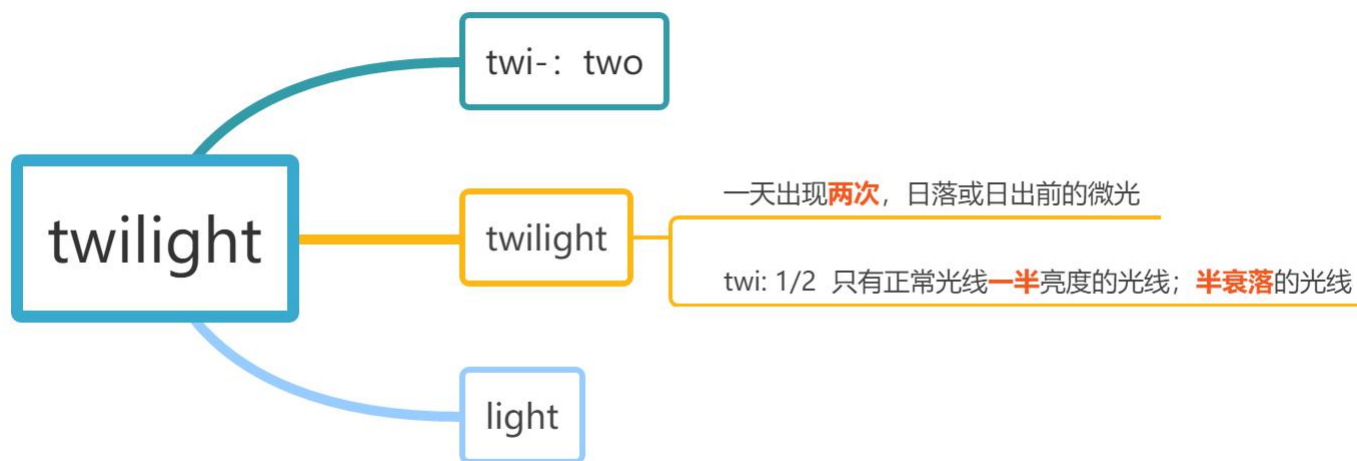 twilight
twi-：two
twilight
一天出现两次，日落或日出前的微光
twi: 1/2 只有正常光线一半亮度的光线；半衰落的光线
light